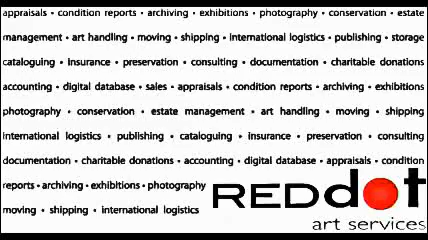 appraisals • condition reports • archiving • exhibitions • photography • conservation • estate
management • art handling • moving • shipping • international logistics • publishing • storage
cataloguing • insurance • preservation • consulting • documentation • charitable donations
accounting • digital database • sales • appraisals • condition reports • archiving • exhibitions
photography • conservation • estate management • art handling • moving • shipping
international logistics • publishing • cataloguing • insurance • preservation • consulting
documentation • charitable donations • accounting • digital database • appraisals • condition
reports • archiving • exhibitions • photography
moving • shipping • international logistics
REDdot
art services